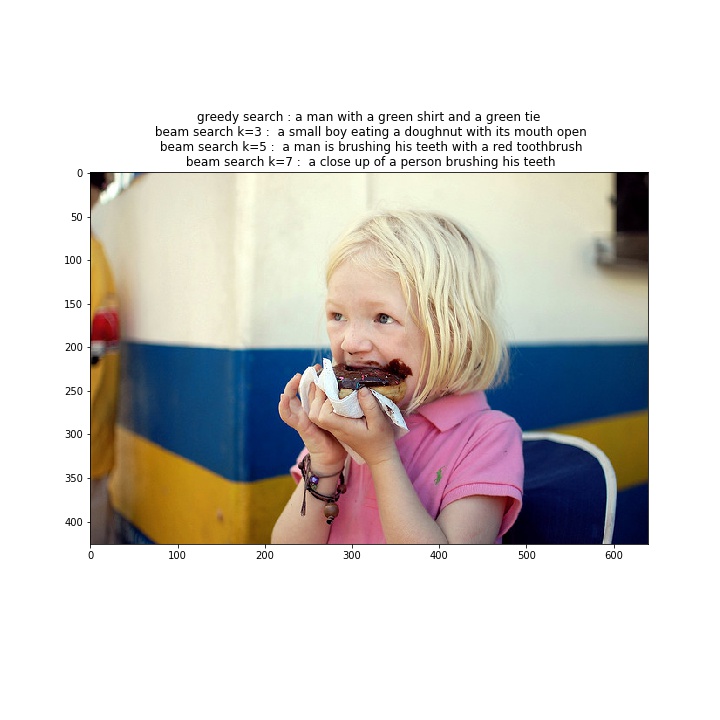 greedy search : a man with a green shirt and a green tie
beam search k=3 :  a small boy eating a doughnut with its mouth open
beam search k=5 :  a man is brushing his teeth with a red toothbrush
beam search k=7 :  a close up of a person brushing his teeth
0
50
100
150
200
250
300
350
400
0 100 200 300 400 500 600